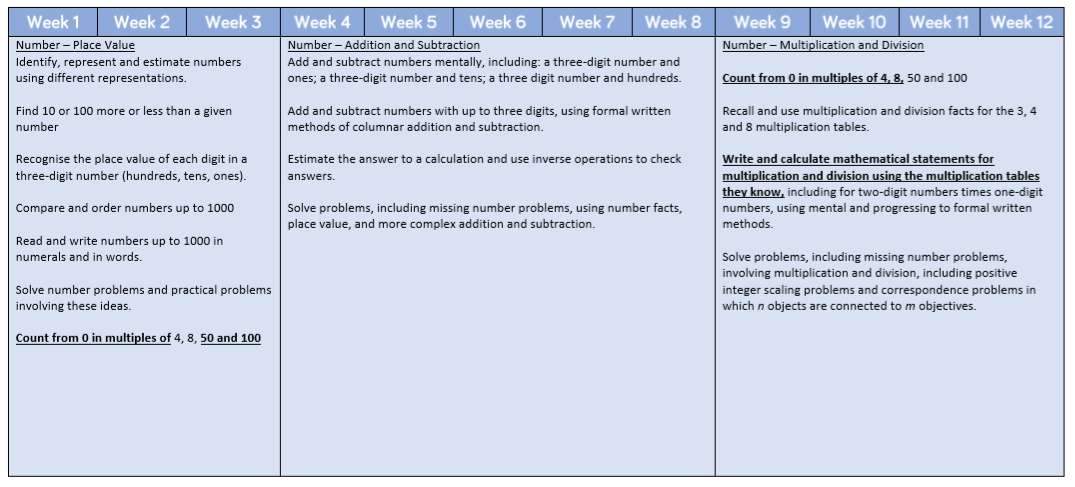 Week 1 Week 2 Week 3 Week 4 Week 5 Week 6 Week 7 Week 8 Week 9 Week 10 Week 11 Week 12
Number – Place Value
Identify, represent and estimate numbers
using different representations.
Find 10 or 100 more or less than a given
number
Recognise the place value of each digit in a
three-digit number (hundreds, tens, ones).
Compare and order numbers up to 1000
Read and write numbers up to 1000 in
numerals and in words.
Solve number problems and practical problems
involving these ideas.
Count from 0 in multiples of 4, 8, 50 and 100
Number – Addition and Subtraction
Add and subtract numbers mentally, including: a three-digit number and
ones; a three-digit number and tens; a three digit number and hundreds.
Add and subtract numbers with up to three digits, using formal written
methods of columnar addition and subtraction.
Estimate the answer to a calculation and use inverse operations to check
answers.
Solve problems, including missing number problems, using number facts,
place value, and more complex addition and subtraction.
Number – Multiplication and Division
Count from 0 in multiples of 4, 8, 50 and 100
Recall and use multiplication and division facts for the 3, 4
and 8 multiplication tables.
Write and calculate mathematical statements for
multiplication and division using the multiplication tables
they know, including for two-digit numbers times one-digit
numbers, using mental and progressing to formal written
methods.
Solve problems, including missing number problems,
involving multiplication and division, including positive
integer scaling problems and correspondence problems in
which n objects are connected to m objectives.